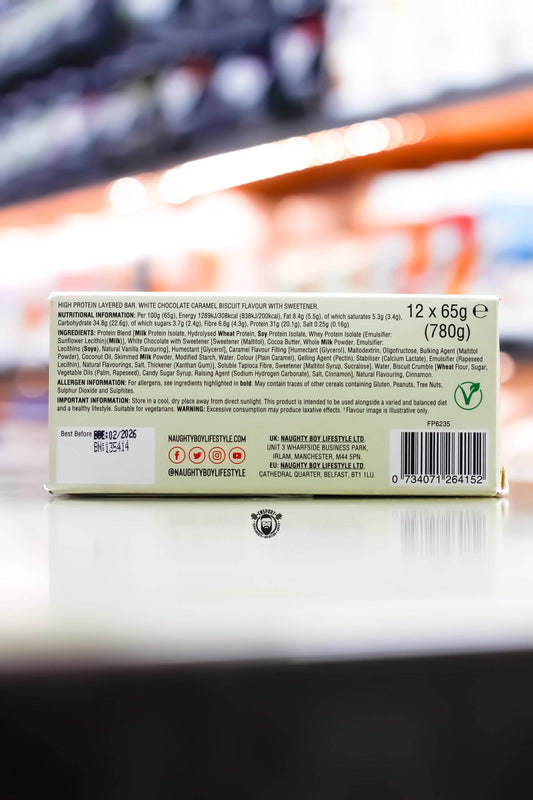 HIGH PROTEIN LAYERED BAR. WHITE CHOCOLATE CARAMEL BISCUIT FLAVOUR WITH SWEETENER.
NUTRITIONAL INFORMATION: Per 100g (65g), Energy 1289kJ/308kcal (838kJ/200kcal), Fat 8.4g (5.5g), of which saturates 5.3g (3.4g),
Carbohydrate 34.8g (22.6g), of which sugars 3.7g (2.4g), Fibre 6.6g (4.3g), Protein 31g (20.1g), Salt 0.25g (0.16g).
12 x 65g ℮
(780g)
INGREDIENTS: Protein Blend [Milk Protein Isolate, Hydrolysed Wheat Protein, Soy Protein Isolate, Whey Protein Isolate (Emulsifier:
Sunflower Lecithin)(Milk)], White Chocolate with Sweetener [Sweetener (Maltitol), Cocoa Butter, Whole Milk Powder, Emulsifier:
Lecithins (Soya), Natural Vanilla Flavouring], Humectant (Glycerol), Caramel Flavour Filling [Humectant (Glycerol), Maltodextrin, Oligofructose, Bulking Agent (Maltitol
Powder), Coconut Oil, Skimmed Milk Powder, Modified Starch, Water, Colour (Plain Caramel), Gelling Agent (Pectin), Stabiliser (Calcium Lactate), Emulsifier (Rapeseed
Lecithin), Natural Flavourings, Salt, Thickener (Xanthan Gum)], Soluble Tapioca Fibre, Sweetener [Maltitol Syrup, Sucralose], Water, Biscuit Crumble [Wheat Flour, Sugar,
Vegetable Oils (Palm, Rapeseed), Candy Sugar Syrup, Raising Agent (Sodium Hydrogen Carbonate), Salt, Cinnamon], Natural Flavouring, Cinnamon.
ALLERGEN INFORMATION: For allergens, see ingredients highlighted in bold. May contain traces of other cereals containing Gluten, Peanuts, Tree Nuts,
Sulphur Dioxide and Sulphites.
IMPORTANT INFORMATION: Store in a cool, dry place away from direct sunlight. This product is intended to be used alongside a varied and balanced diet
and a healthy lifestyle. Suitable for vegetarians. WARNING: Excessive consumption may produce laxative effects. ¹Flavour image is illustrative only.
Best Before BBE:02/2026
BN:135414
NAUGHTYBOYLIFESTYLE.COM
@NAUGHTYBOYLIFESTYLE
UK: NAUGHTY BOY LIFESTYLE LTD.
UNIT 3 WHARFSIDE BUSINESS PARK,
IRLAM, MANCHESTER, M44 5PN.
EU: NAUGHTY BOY LIFESTYLE LTD,
CATHEDRAL QUARTER, BELFAST, BT1 1LU.
FP6235
0 734071 264152